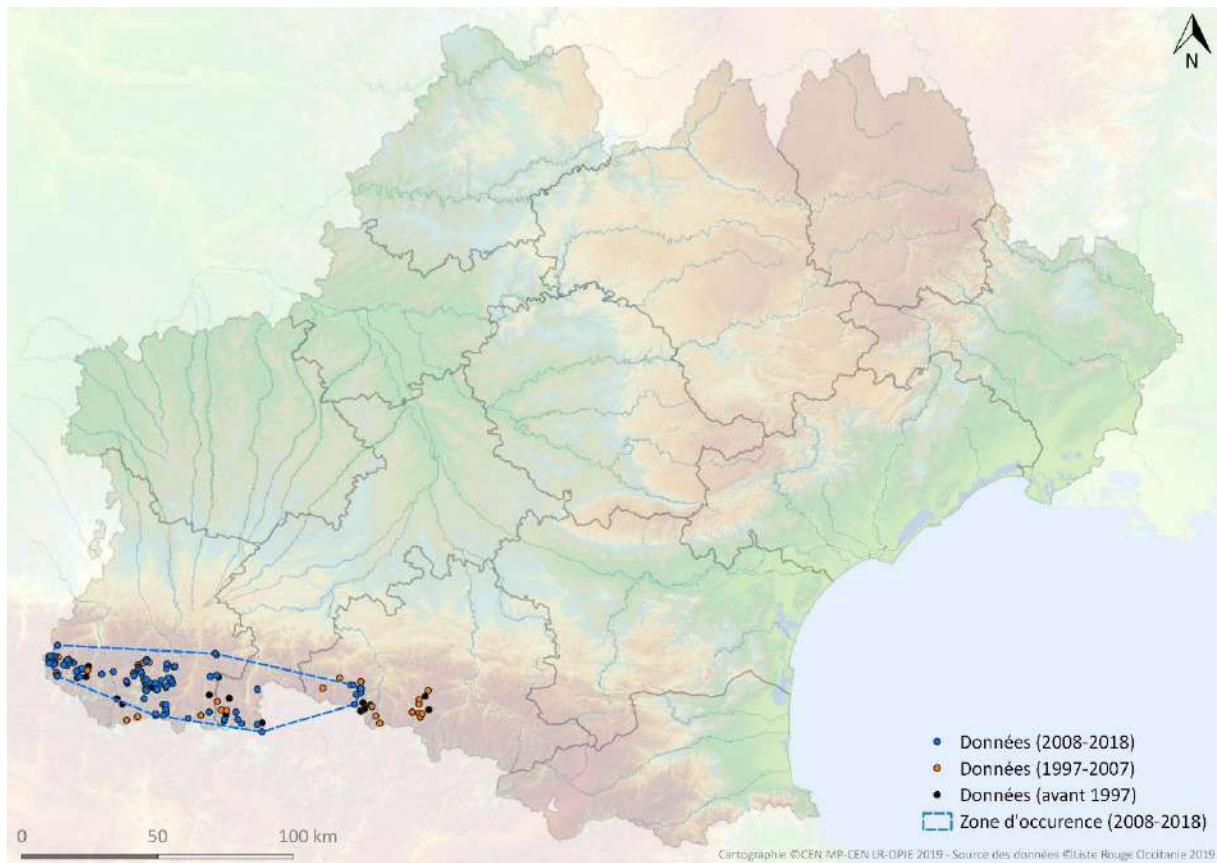 N
Données (2008-2018)
Données (1997-2007)
Données (avant 1997)
Zone d'occurence (2008-2018)
0 50 100 km
Cartographie ©CEN MP-CEN LR-OPIE 2019 - Source des données ©Liste Rouge Occitanie 2019